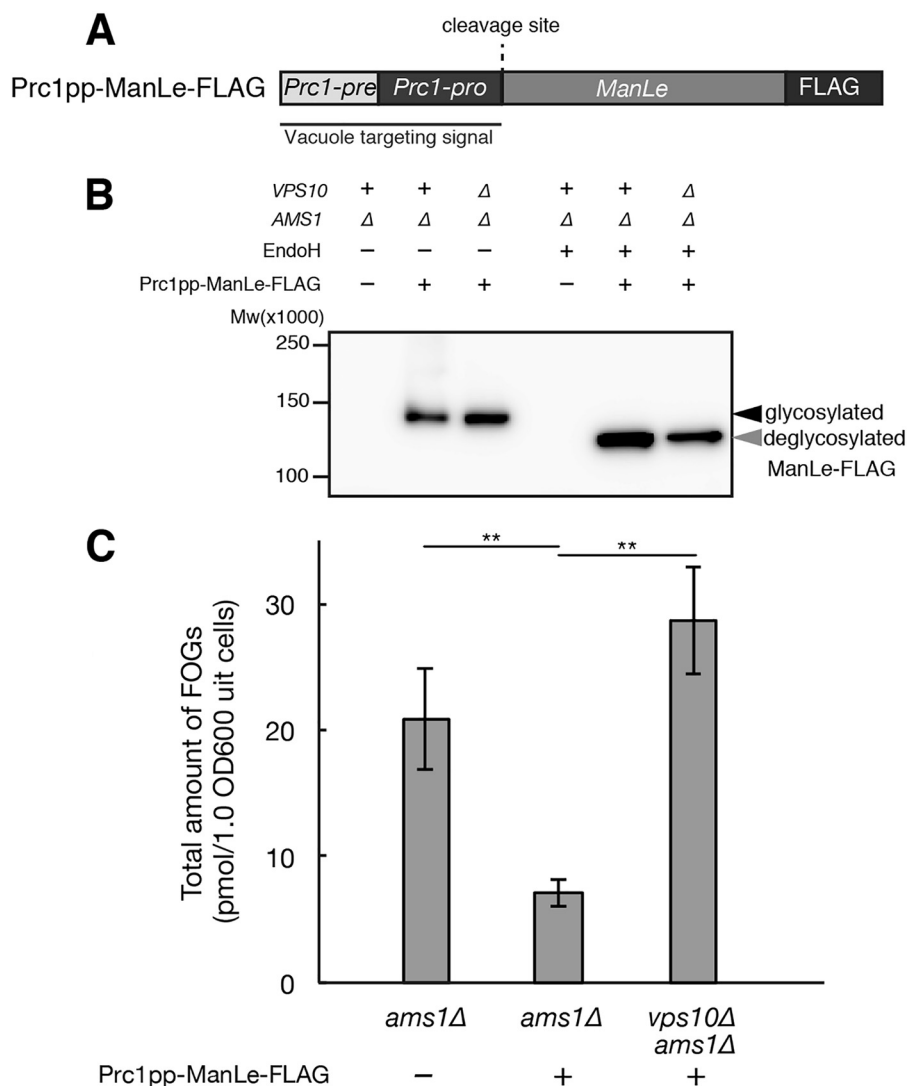 A
cleavage site
Prc1pp-ManLe-FLAG Prc1-pre Prc1-pro ManLe FLAG
Vacuole targeting signal
B
VPS10 + + Δ + + Δ
AMS1 Δ Δ Δ Δ Δ Δ
EndoH – – – + + +
Prc1pp-ManLe-FLAG – + + – + +
Mw(x1000)
250
150
100
glycosylated
deglycosylated
ManLe-FLAG
C
** **
Total amount of FOGs
(pmol/1.0 OD600 uit cells)
30
20
10
0
ams1Δ ams1Δ vps10Δ
ams1Δ
Prc1pp-ManLe-FLAG – + +